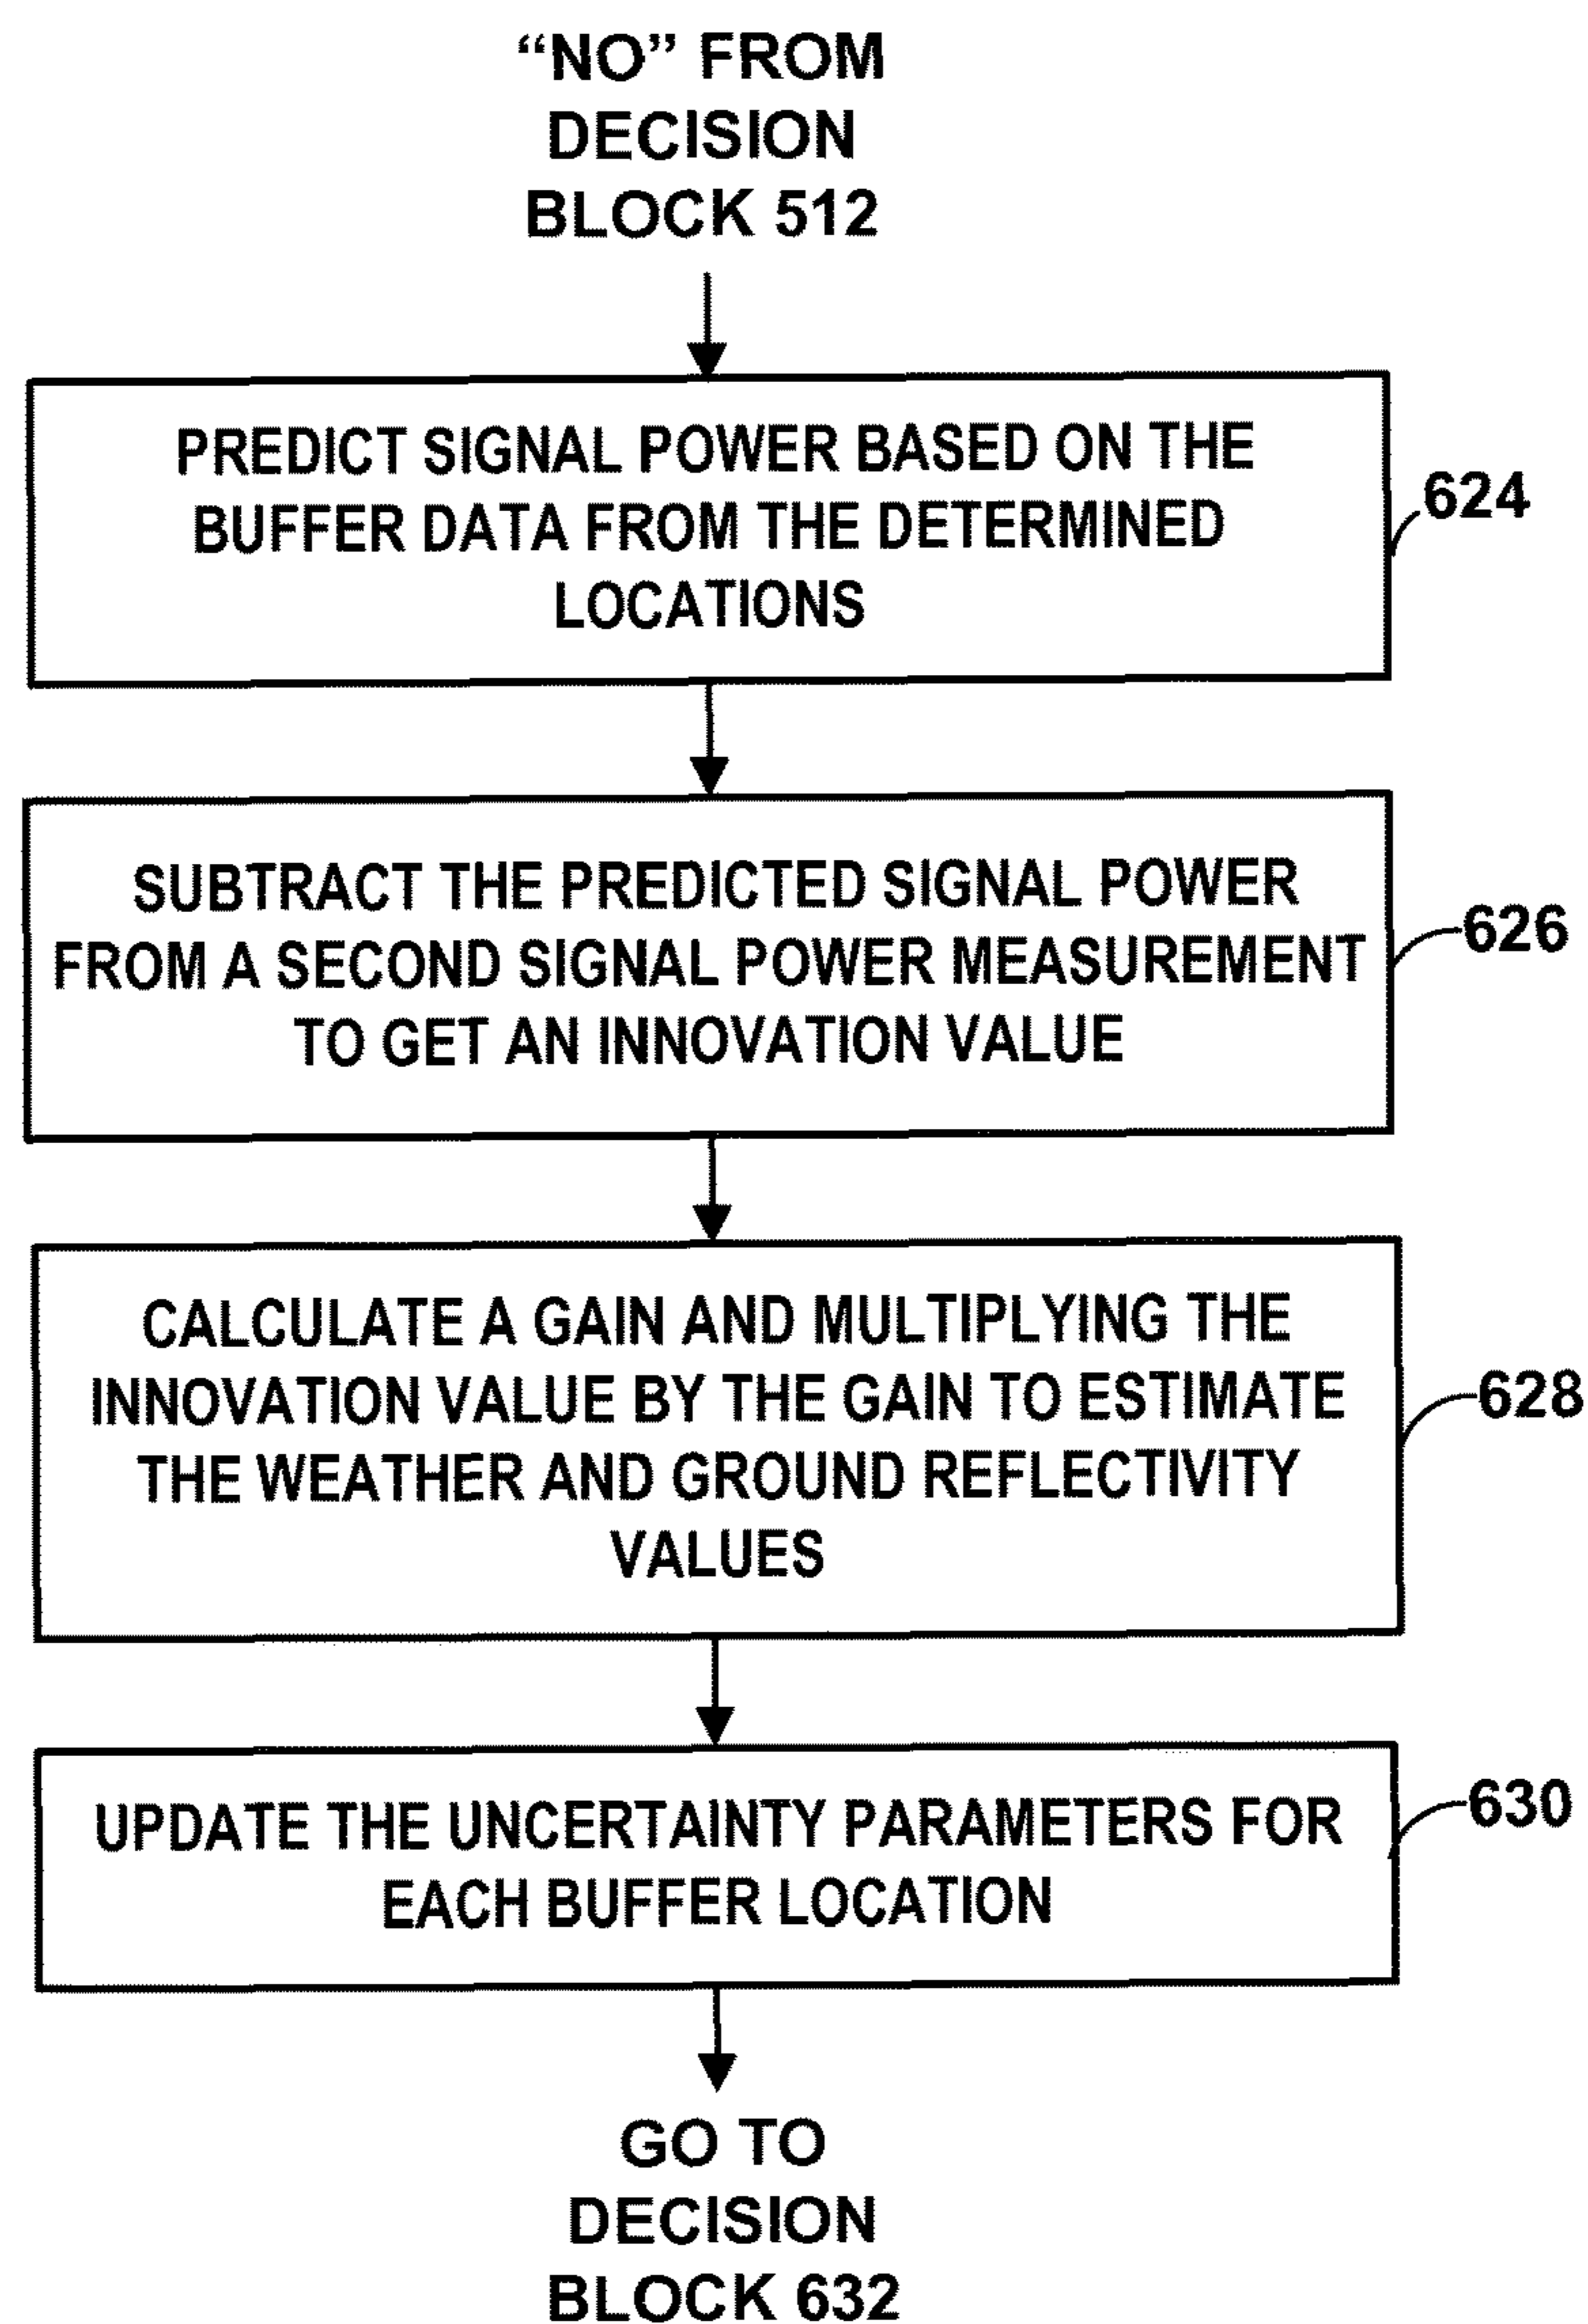 “NO” FROM
DECISION
BLOCK 512
PREDICT SIGNAL POWER BASED ON THE
BUFFER DATA FROM THE DETERMINED
LOCATIONS
624
SUBTRACT THE PREDICTED SIGNAL POWER
FROM A SECOND SIGNAL POWER MEASUREMENT
TO GET AN INNOVATION VALUE
626
CALCULATE A GAIN AND MULTIPLYING THE
INNOVATION VALUE BY THE GAIN TO ESTIMATE
THE WEATHER AND GROUND REFLECTIVITY
VALUES
628
UPDATE THE UNCERTAINTY PARAMETERS FOR
EACH BUFFER LOCATION
630
GO TO
DECISION
BLOCK 632